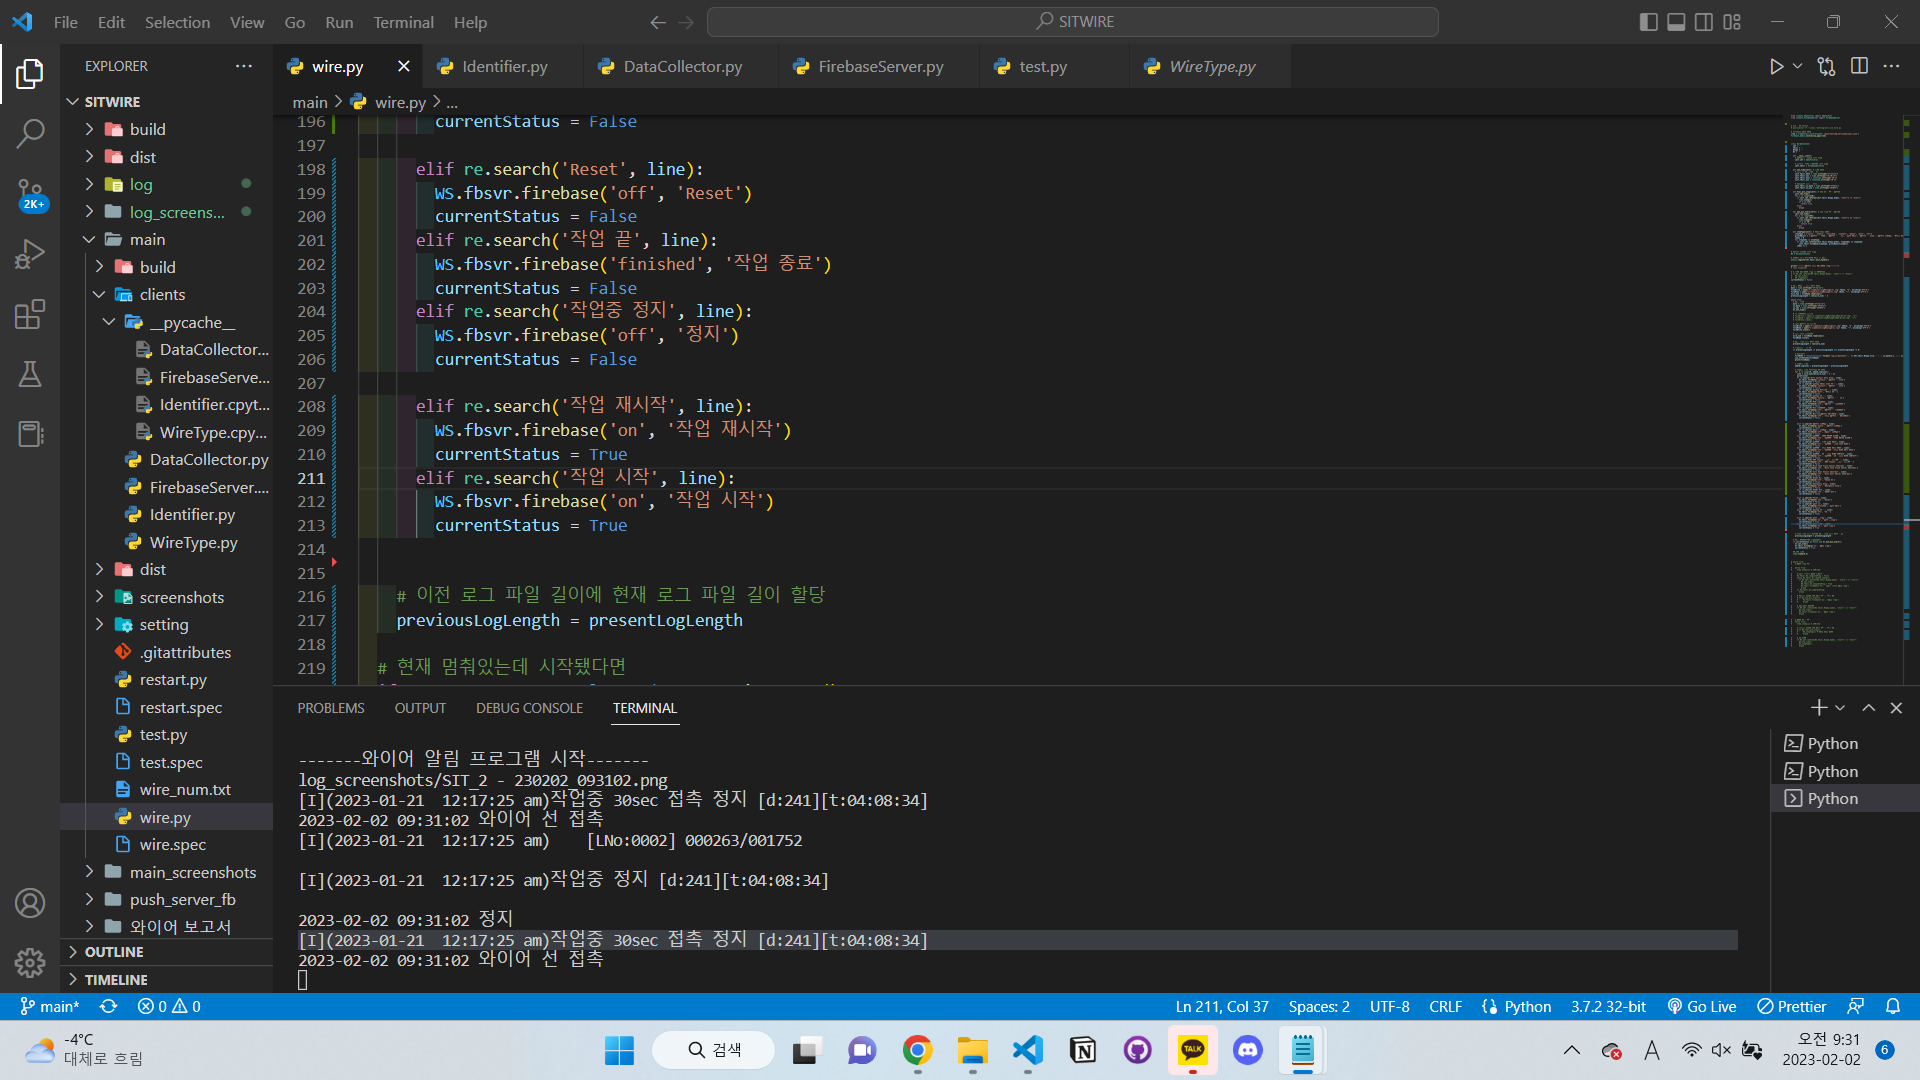 File Edit Selection View Go Run Terminal Help
SITWIRE
EXPLORER
SITWIRE
build
dist
log
log_screens...
main
build
clients
__pycache__
DataCollector...
FirebaseServe...
Identifier.cpyt...
WireType.cpy...
DataCollector.py
FirebaseServer....
Identifier.py
WireType.py
dist
screenshots
setting
.gitattributes
restart.py
restart.spec
test.py
test.spec
wire_num.txt
wire.py
wire.spec
main_screenshots
push_server_fb
와이어 보고서
OUTLINE
TIMELINE
2K+
wire.py Identifier.py DataCollector.py FirebaseServer.py test.py WireType.py
main > wire.py > ...
196 currentStatus = False
197
198 elif re.search('Reset', line):
199 WS.fbsvr.firebase('off', 'Reset')
200 currentStatus = False
201 elif re.search('작업 끝', line):
202 WS.fbsvr.firebase('finished', '작업 종료')
203 currentStatus = False
204 elif re.search('작업중 정지', line):
205 WS.fbsvr.firebase('off', '정지')
206 currentStatus = False
207
208 elif re.search('작업 재시작', line):
209 WS.fbsvr.firebase('on', '작업 재시작')
210 currentStatus = True
211 elif re.search('작업 시작', line):
212 WS.fbsvr.firebase('on', '작업 시작')
213 currentStatus = True
214
215
216 # 이전 로그 파일 길이에 현재 로그 파일 길이 할당
217 previousLogLength = presentLogLength
218
219 # 현재 멈춰있는데 시작됐다면
PROBLEMS OUTPUT DEBUG CONSOLE TERMINAL
-------와이어 알림 프로그램 시작-------
log_screenshots/SIT_2 - 230202_093102.png
[I](2023-01-21  12:17:25 am)작업중 30sec 접촉 정지 [d:241][t:04:08:34]
2023-02-02 09:31:02 와이어 선 접촉
[I](2023-01-21  12:17:25 am)    [LNo:0002] 000263/001752
[I](2023-01-21  12:17:25 am)작업중 정지 [d:241][t:04:08:34]
2023-02-02 09:31:02 정지
[I](2023-01-21  12:17:25 am)작업중 30sec 접촉 정지 [d:241][t:04:08:34]
2023-02-02 09:31:02 와이어 선 접촉
Python
Python
Python
main* 0 0 Ln 211, Col 37 Spaces: 2 UTF-8 CRLF Python 3.7.2 32-bit Go Live Prettier
-4°C
대체로 흐림
검색
TALK
A
오전 9:31
2023-02-02
6